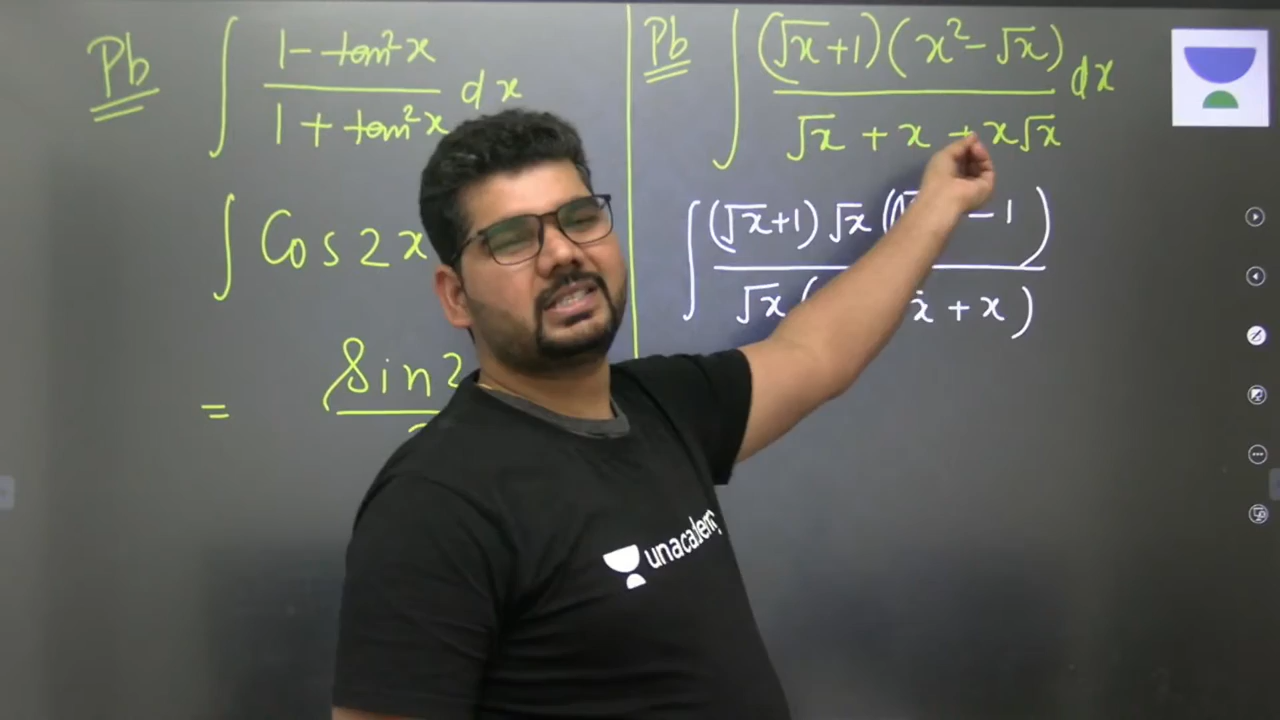 Pb ∫ (1 - tan²x)/(1 + tan²x) dx
∫ Cos 2x
= Sin 2
Pb ∫ ((√x+1)(x² - √x))/(√x + x + x√x) dx
∫ ((√x+1) √x ( - 1))/(√x ( + x))
unacademy